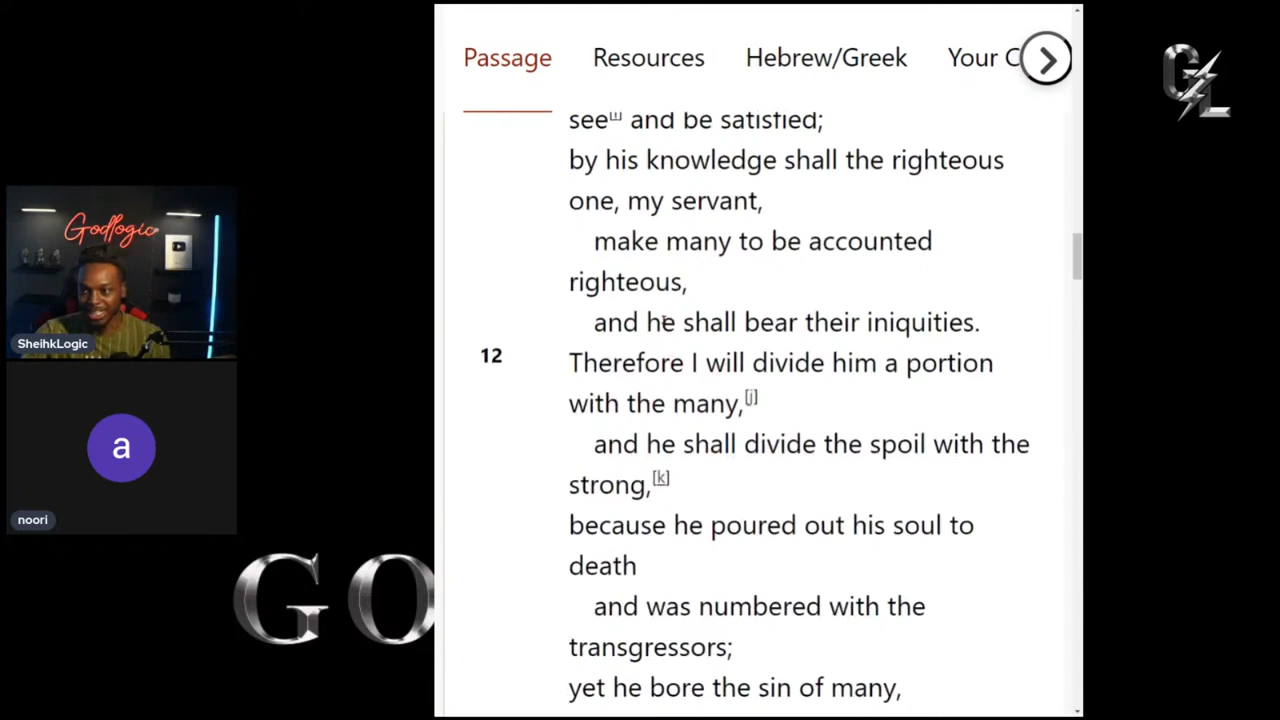 Passage Resources Hebrew/Greek Your C
see and be satisfied;
by his knowledge shall the righteous
one, my servant,
make many to be accounted
righteous,
and he shall bear their iniquities.
12 Therefore I will divide him a portion
with the many,[j]
and he shall divide the spoil with the
strong,[k]
because he poured out his soul to
death
and was numbered with the
transgressors;
yet he bore the sin of many,
Godlogic
SheihkLogic
a
noori
GO
GL